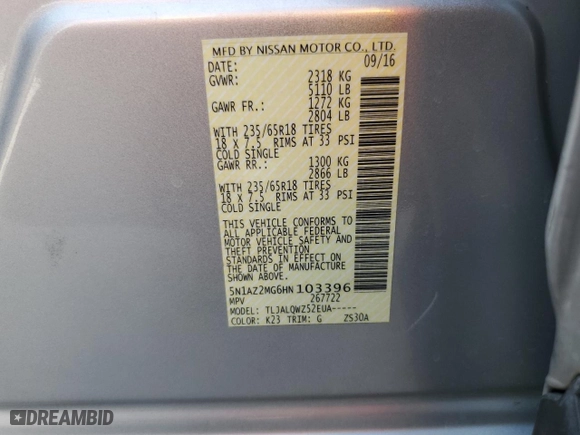 MFD BY NISSAN MOTOR CO., LTD.
DATE: 09/16
GVWR: 2318 KG
5110 LB
GAWR FR.: 1272 KG
2804 LB
WITH 235/65R18 TIRES
18 X 7.5 RIMS AT 33 PSI
COLD SINGLE
GAWR RR.: 1300 KG
2866 LB
WITH 235/65R18 TIRES
18 X 7.5 RIMS AT 33 PSI
COLD SINGLE
THIS VEHICLE CONFORMS TO
ALL APPLICABLE FEDERAL
MOTOR VEHICLE SAFETY AND
THEFT PREVENTION
STANDARDS IN EFFECT ON
THE DATE OF MANUFACTURE SHOWN
ABOVE.
5N1AZ2MG6HN103396
MPV 267722
MODEL: TLJALQWZ52EUA-----
COLOR: K23 TRIM: G ZS30A
DREAMBID